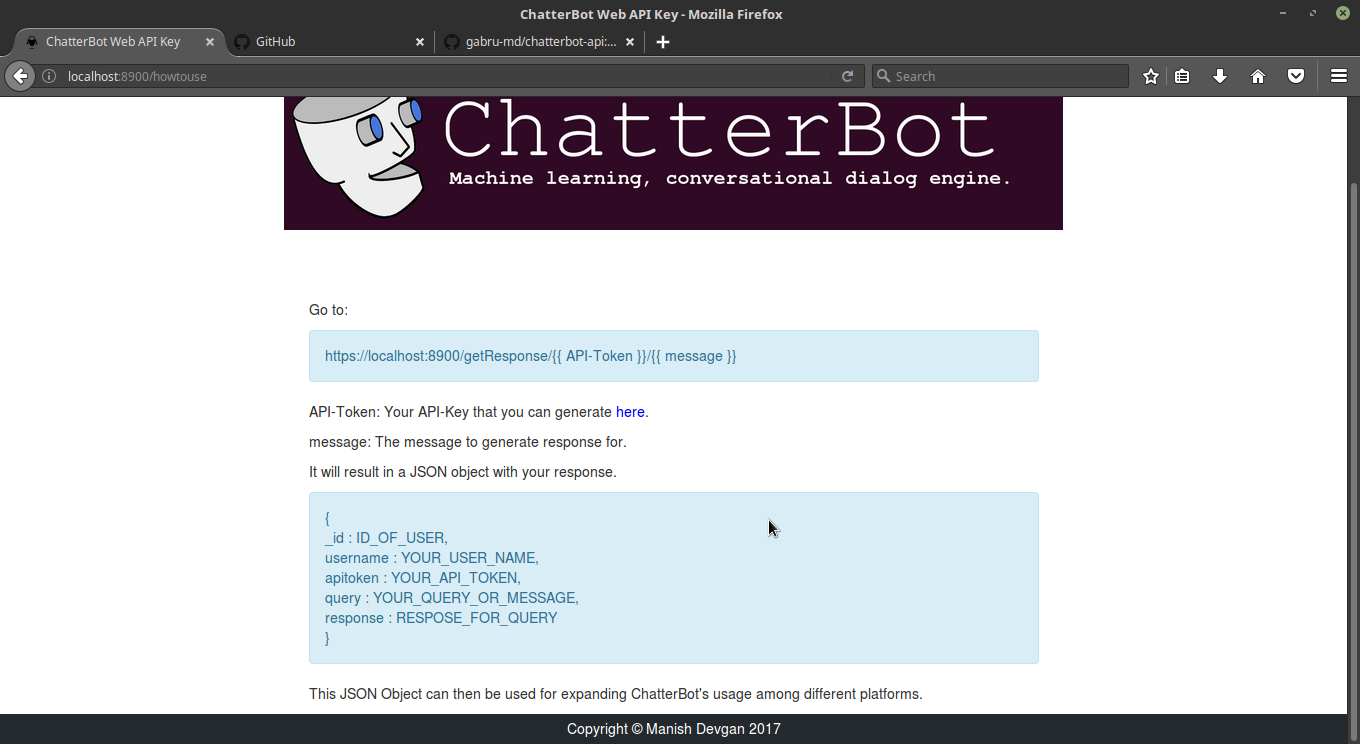 ChatterBot Web API Key - Mozilla Firefox
ChatterBot Web API Key
GitHub
gabru-md/chatterbot-api:...
localhost:8900/howtouse
Search
ChatterBot
Machine learning, conversational dialog engine.
Go to:
https://localhost:8900/getResponse/{{ API-Token }}/{{ message }}
API-Token: Your API-Key that you can generate here.
message: The message to generate response for.
It will result in a JSON object with your response.
{
_id : ID_OF_USER,
username : YOUR_USER_NAME,
apitoken : YOUR_API_TOKEN,
query : YOUR_QUERY_OR_MESSAGE,
response : RESPOSE_FOR_QUERY
}
This JSON Object can then be used for expanding ChatterBot's usage among different platforms.
Copyright © Manish Devgan 2017